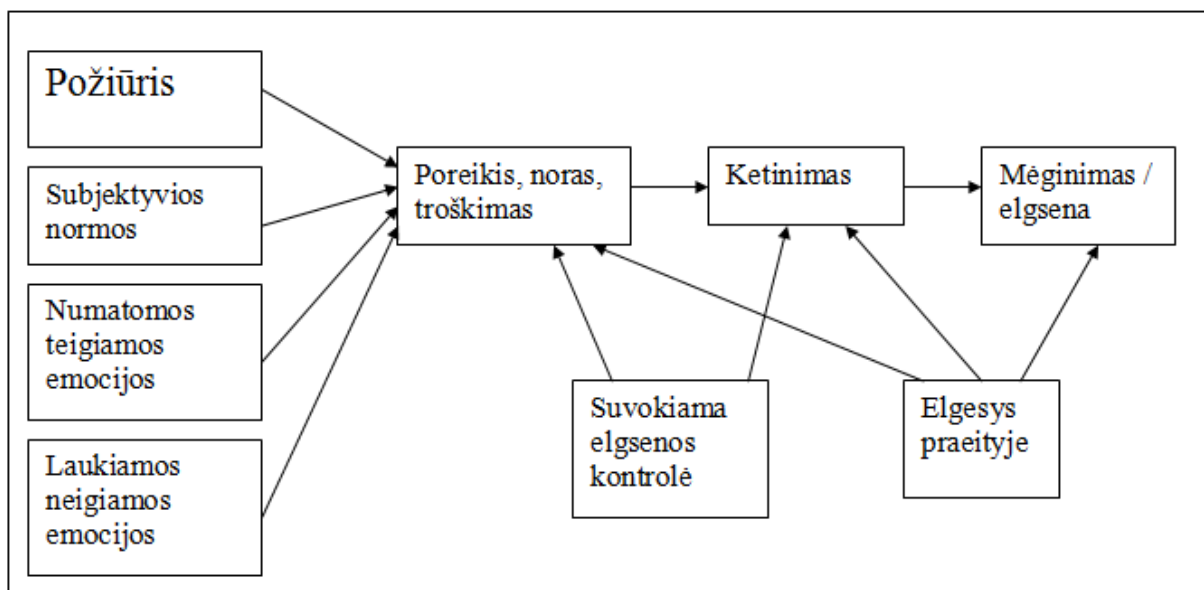 Požiūris
Subjektyvios
normos
Numatomos
teigiamos
emocijos
Laukiamos
neigiamos
emocijos
Poreikis, noras,
troškimas
Ketinimas
Mėginimas /
elgsena
Suvokiama
elgsenos
kontrolė
Elgesys
praeityje